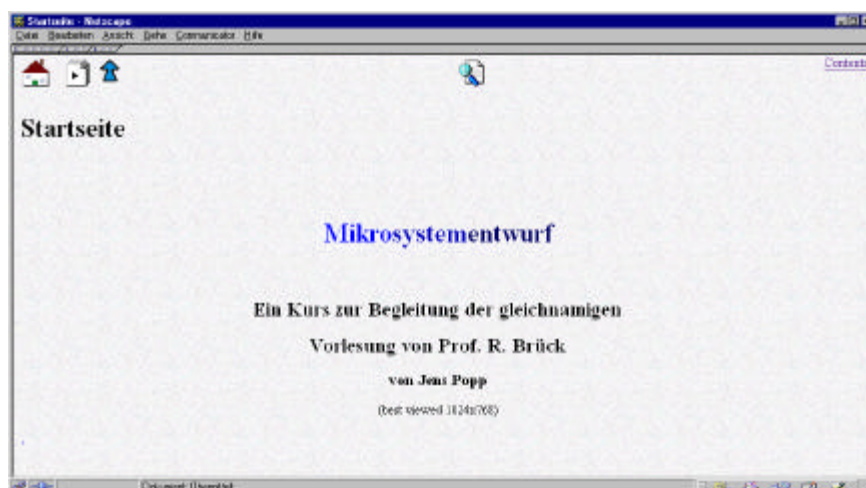 Startseite - Netscape
Datei Bearbeiten Ansicht Gehe Communicator Hilfe
Contents
Startseite
Mikrosystementwurf
Ein Kurs zur Begleitung der gleichnamigen
Vorlesung von Prof. R. Brück
von Jens Popp
(best viewed 1024x768)
Dokument: Übermittelt